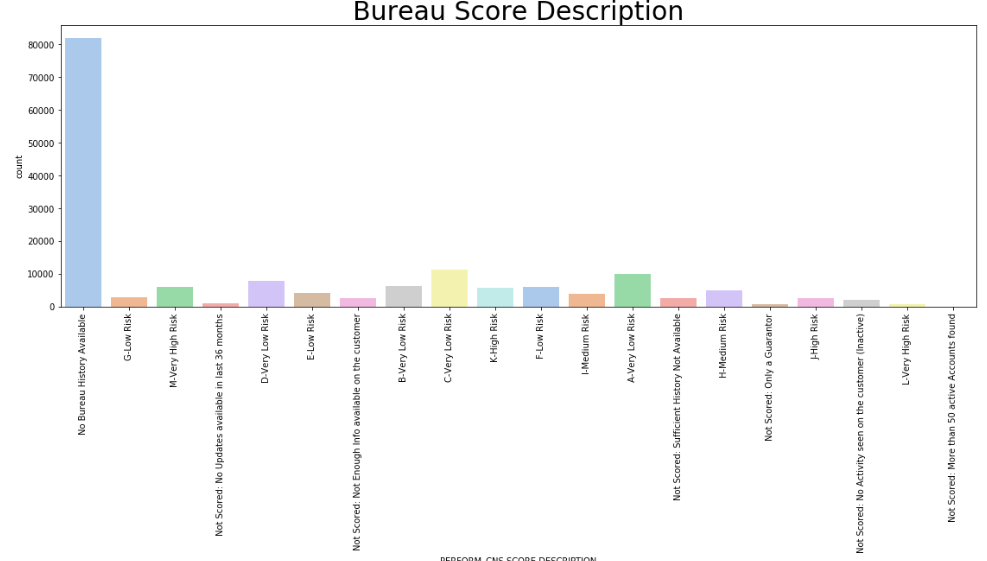 Bureau Score Description
80000
70000
60000
50000
40000
30000
20000
10000
0
count
No Bureau History Available
G-Low Risk
M-Very High Risk
Not Scored: No Updates available in last 36 months
D-Very Low Risk
E-Low Risk
Not Scored: Not Enough Info available on the customer
B-Very Low Risk
C-Very Low Risk
K-High Risk
F-Low Risk
I-Medium Risk
A-Very Low Risk
Not Scored: Sufficient History Not Available
H-Medium Risk
Not Scored: Only a Guarantor
J-High Risk
Not Scored: No Activity seen on the customer (Inactive)
L-Very High Risk
Not Scored: More than 50 active Accounts found
PERFORM_CNS.SCORE.DESCRIPTION